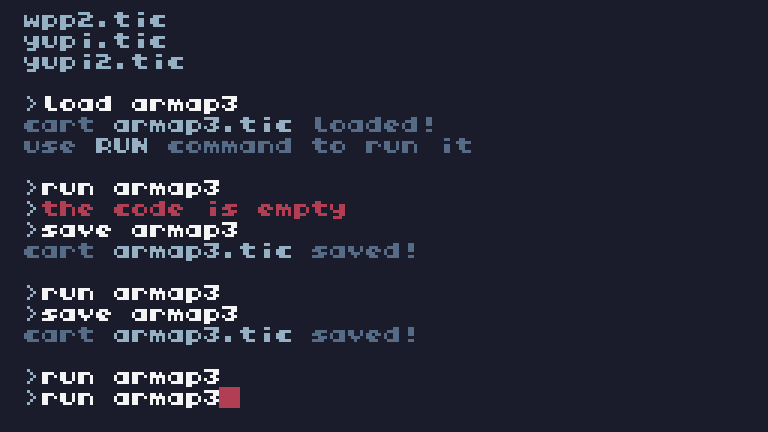 wpp2.tic
yupi.tic
yupi2.tic
>load armap3
cart armap3.tic loaded!
use RUN command to run it
>run armap3
>the code is empty
>save armap3
cart armap3.tic saved!
>run armap3
>save armap3
cart armap3.tic saved!
>run armap3
>run armap3